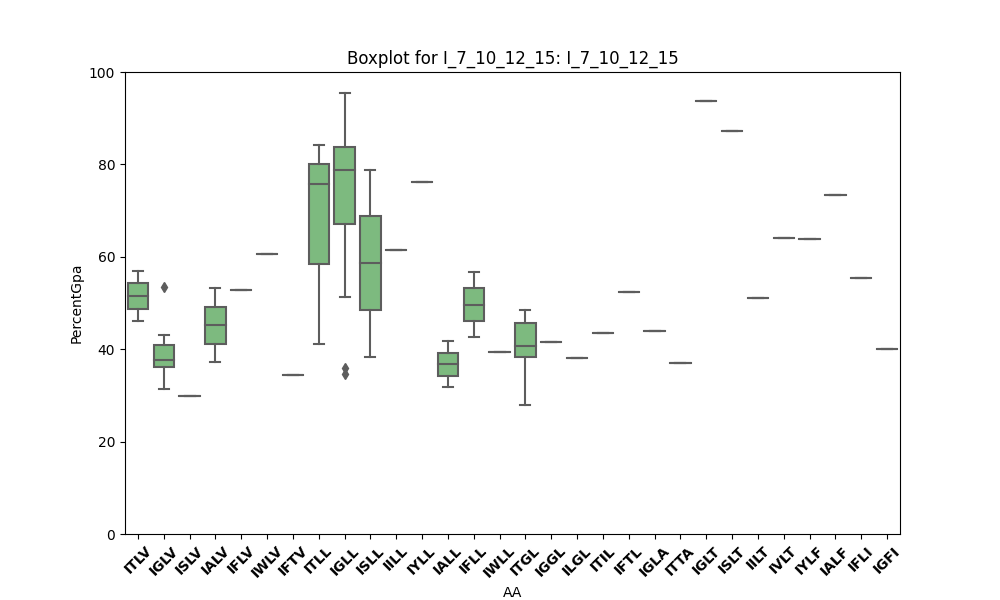 Boxplot for I_7_10_12_15: I_7_10_12_15
100
80
60
40
20
0
PercentGpa
ITLV
IGLV
ISLV
IALV
IFLV
IWLV
IFTV
ITLL
IGLL
ISLL
IILL
IYLL
IALL
IFLL
IWLL
ITGL
IGGL
ILGL
ITIL
IFTL
IGLA
ITTA
IGLT
ISLT
IILT
IVLT
IYLF
IALF
IFLI
IGFI
AA